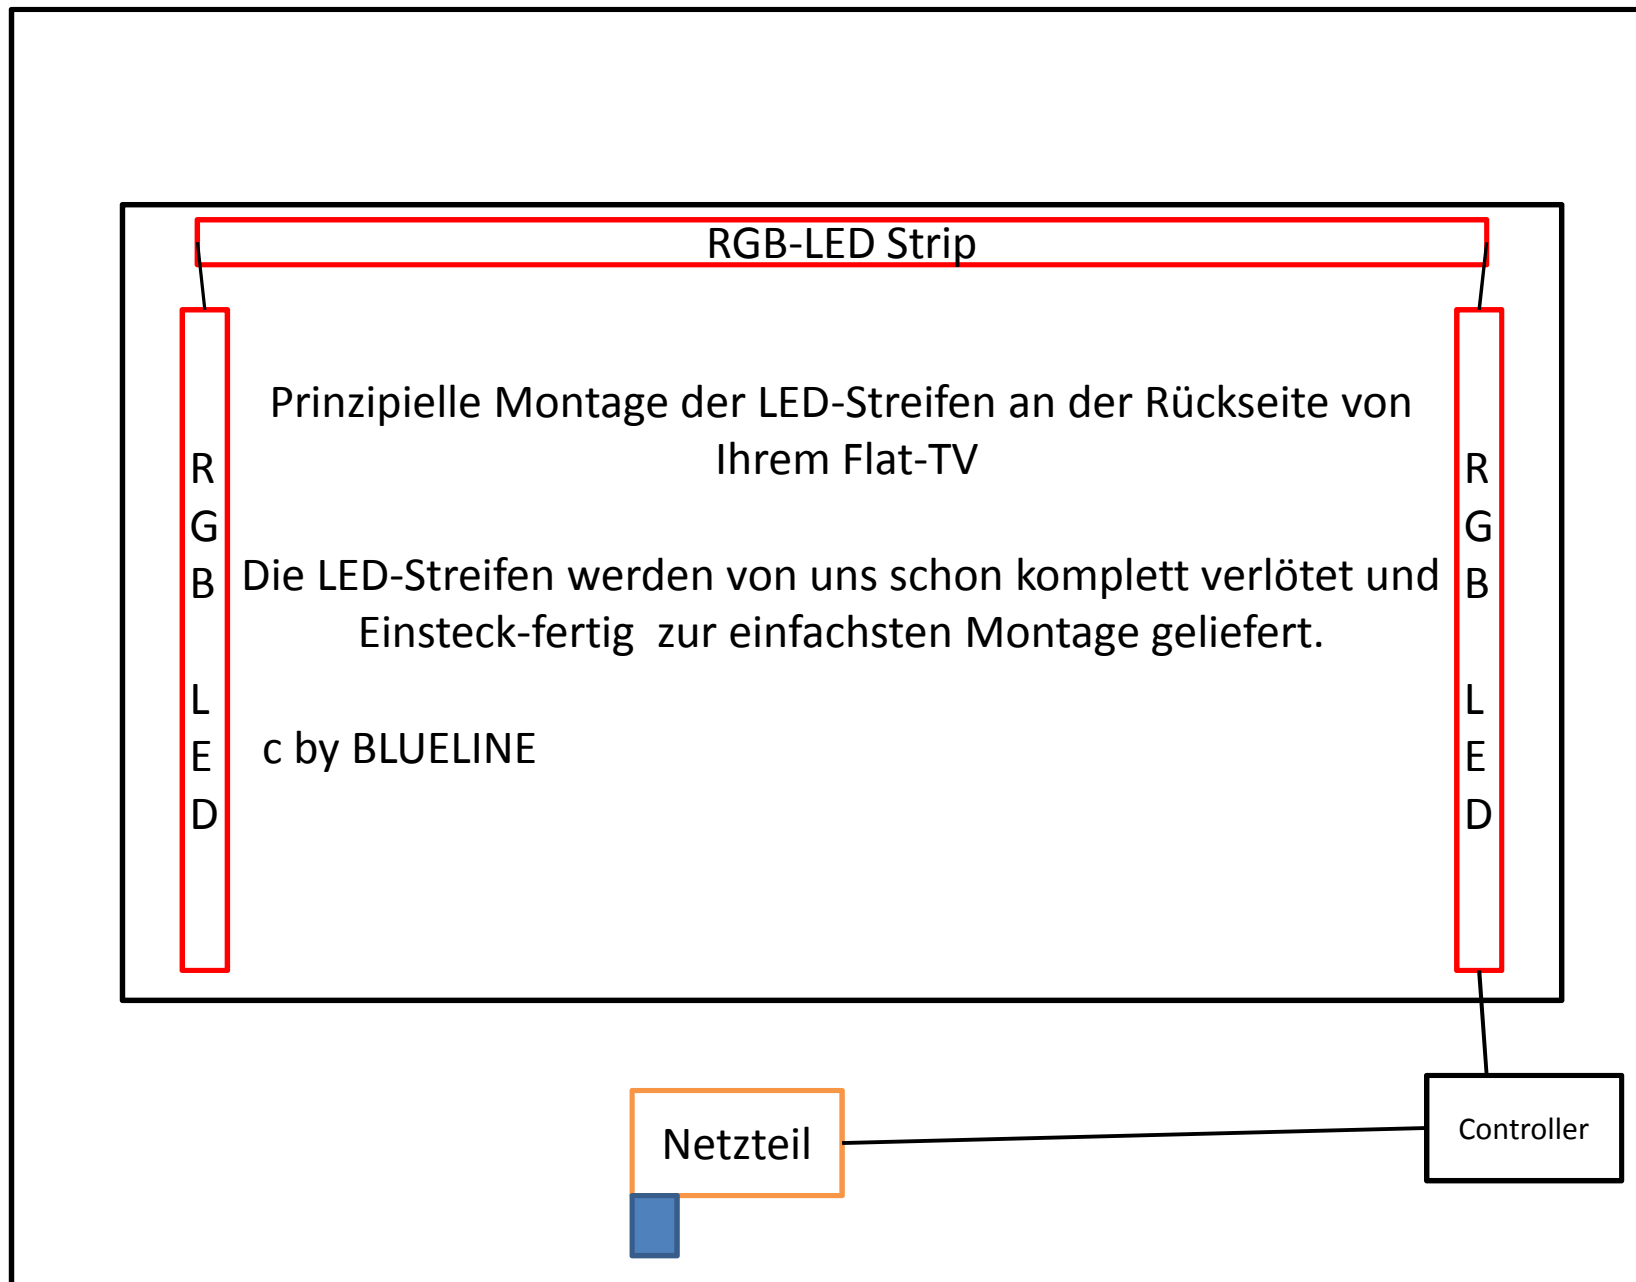 RGB-LED Strip
Prinzipielle Montage der LED-Streifen an der Rückseite von
Ihrem Flat-TV
Die LED-Streifen werden von uns schon komplett verlötet und
Einsteck-fertig  zur einfachsten Montage geliefert.
c by BLUELINE
R
G
B
L
E
D
R
G
B
L
E
D
Netzteil
Controller